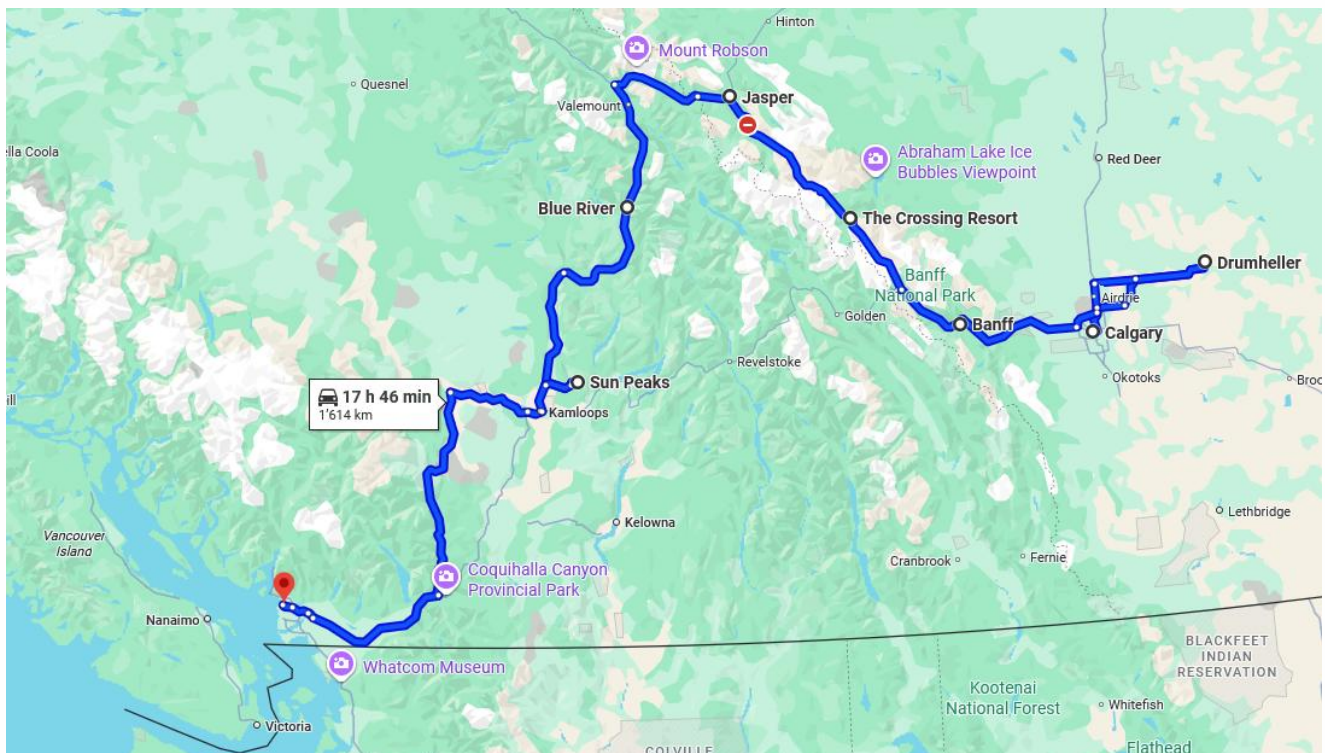 Hinton
Mount Robson
Quesnel
Jasper
Valemount
ella Coola
Abraham Lake Ice
Bubbles Viewpoint
Red Deer
Blue River
The Crossing Resort
Drumheller
Banff
National Park
Airdrie
Golden
Banff
Calgary
Revelstoke
Okotoks
Broo
Sun Peaks
17 h 46 min
1'614 km
Kamloops
ill
Lethbridge
Kelowna
Vancouver
Island
Cranbrook
Fernie
Coquihalla Canyon
Provincial Park
Nanaimo
BLACKFEET
INDIAN
RESERVATION
Whatcom Museum
Kootenai
National Forest
Whitefish
Victoria
COLVILLE
Flathead